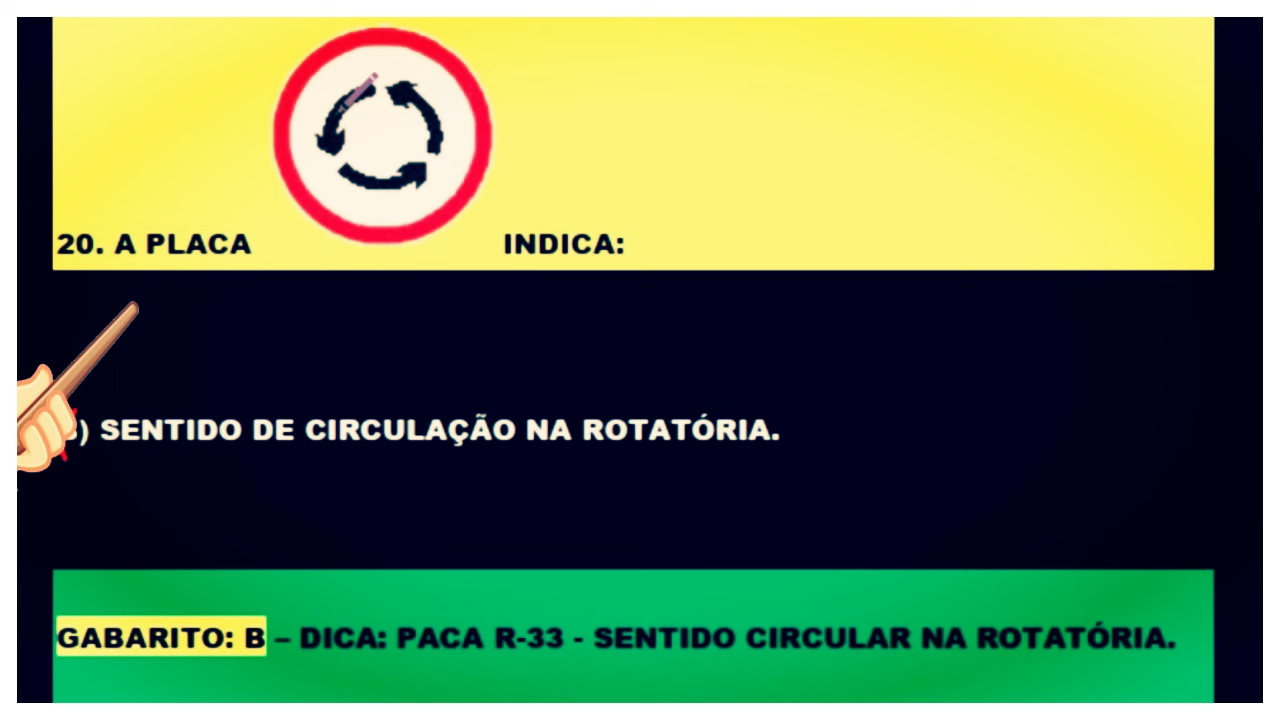 20. A PLACA INDICA:
) SENTIDO DE CIRCULAÇÃO NA ROTATÓRIA.
GABARITO: B – DICA: PACA R-33 - SENTIDO CIRCULAR NA ROTATÓRIA.